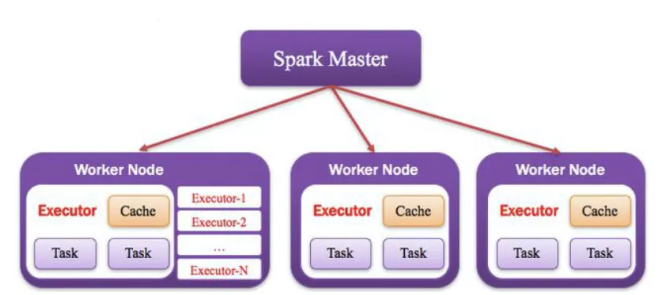 Spark Master
Worker Node
Executor
Cache
Task
Task
Executor-1
Executor-2
...
Executor-N
Worker Node
Executor
Cache
Task
Task
Worker Node
Executor
Cache
Task
Task